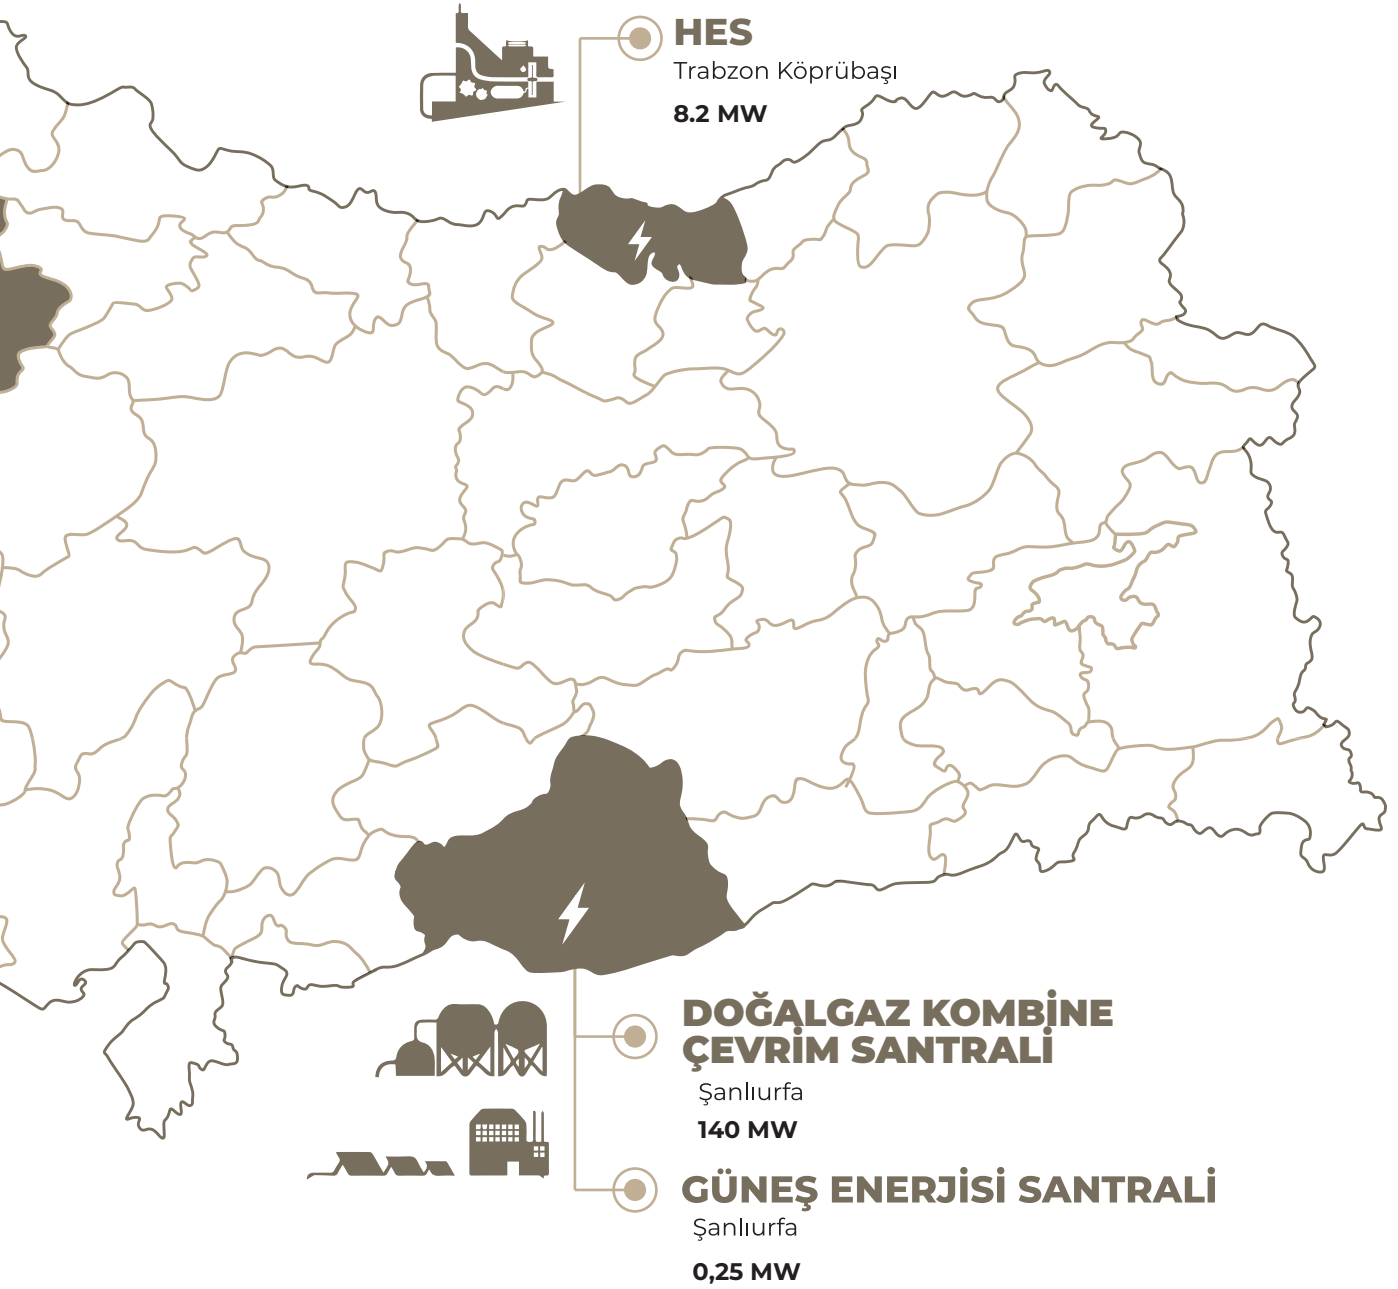 HES
Trabzon Köprübaşı
8.2 MW
DOĞALGAZ KOMBİNE
ÇEVRİM SANTRALİ
Şanlıurfa
140 MW
GÜNEŞ ENERJİSİ SANTRALİ
Şanlıurfa
0,25 MW